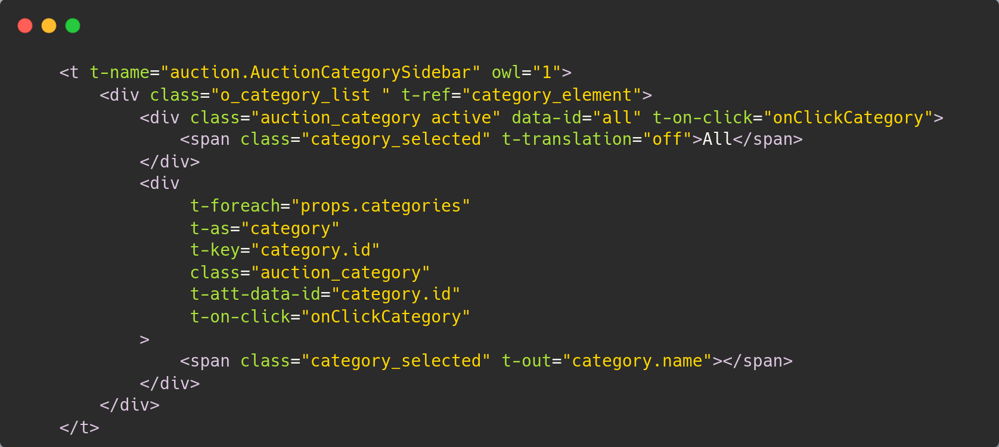 <t t-name="auction.AuctionCategorySidebar" owl="1">
    <div class="o_category_list " t-ref="category_element">
        <div class="auction_category active" data-id="all" t-on-click="onClickCategory">
            <span class="category_selected" t-translation="off">All</span>
        </div>
        <div
             t-foreach="props.categories"
             t-as="category"
             t-key="category.id"
             class="auction_category"
             t-att-data-id="category.id"
             t-on-click="onClickCategory"
        >
            <span class="category_selected" t-out="category.name"></span>
        </div>
    </div>
</t>